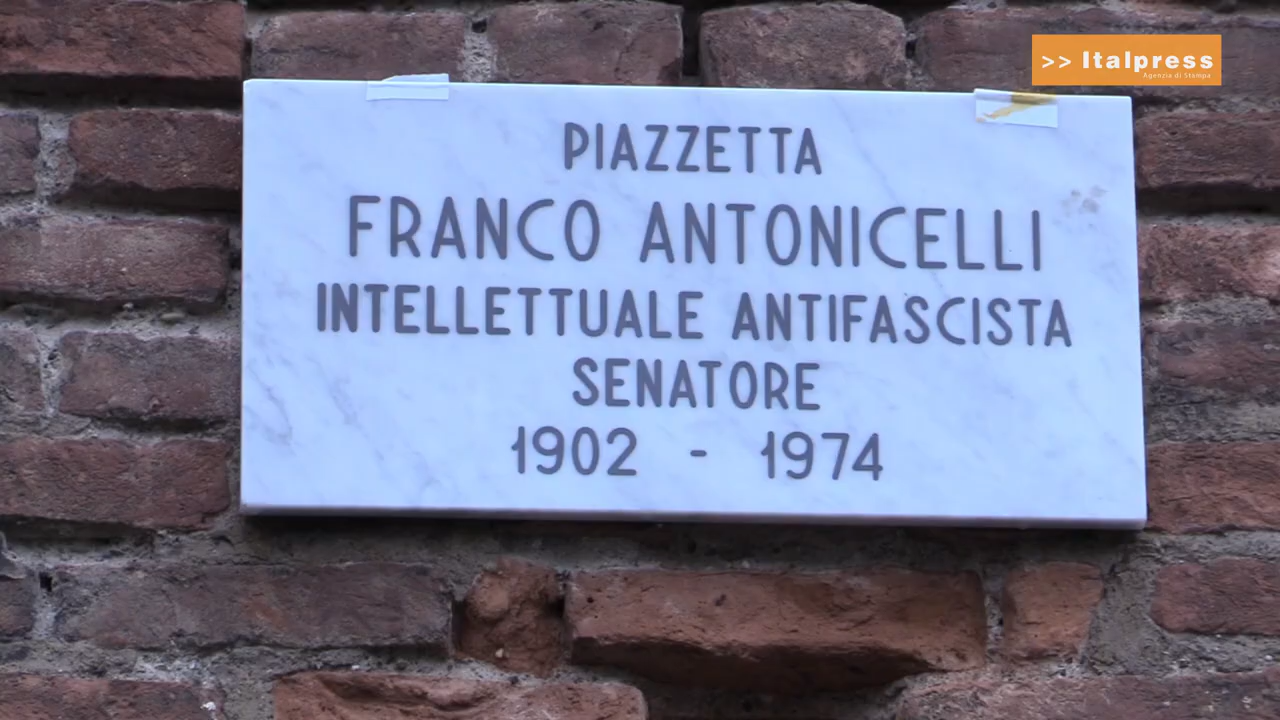 >> Italpress
Agenzia di Stampa
PIAZZETTA
FRANCO ANTONICELLI
INTELLETTUALE ANTIFASCISTA
SENATORE
1902 - 1974